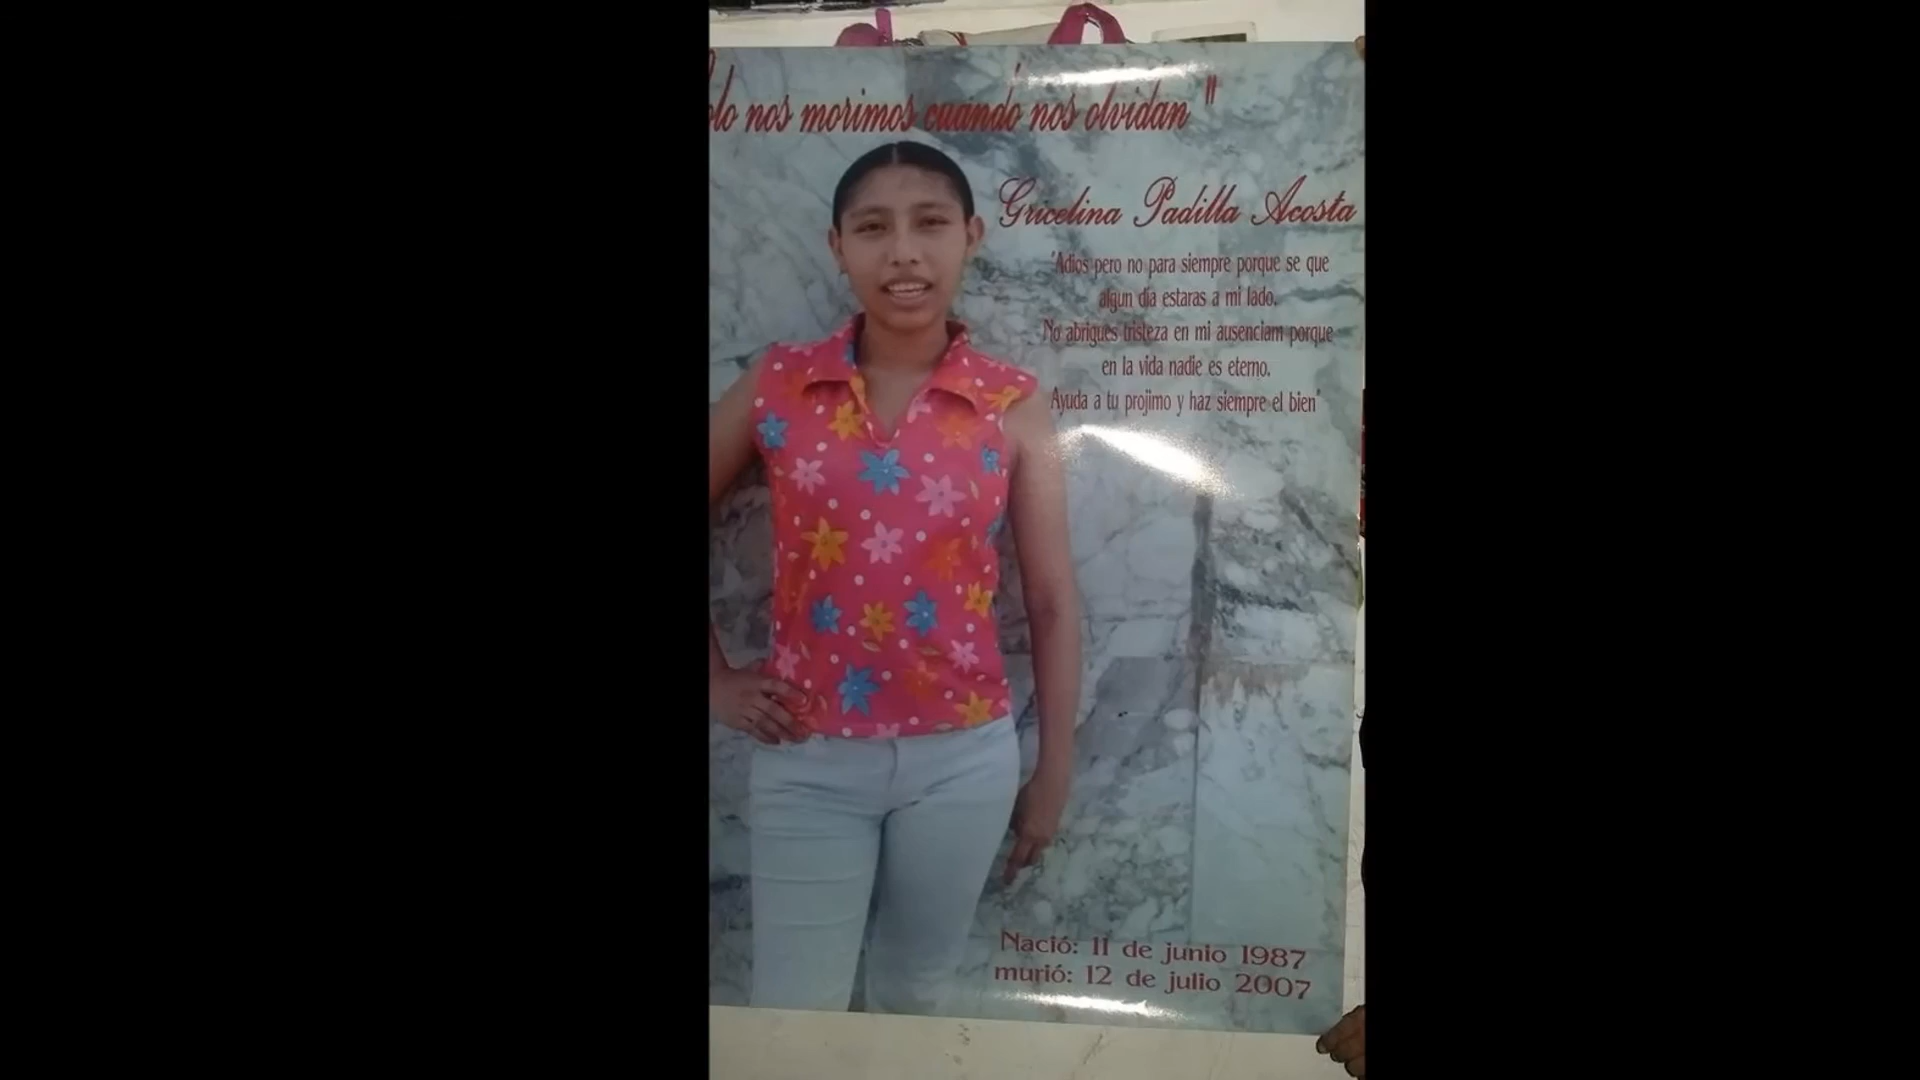 olo nos morimos cuando nos olvidan "
Gricelina Padilla Acosta
"Adios pero no para siempre porque se que
algun dia estaras a mi lado.
No abrigues tristeza en mi ausenciam porque
en la vida nadie es eterno.
Ayuda a tu projimo y haz siempre el bien"
Nació: 11 de junio 1987
murió: 12 de julio 2007